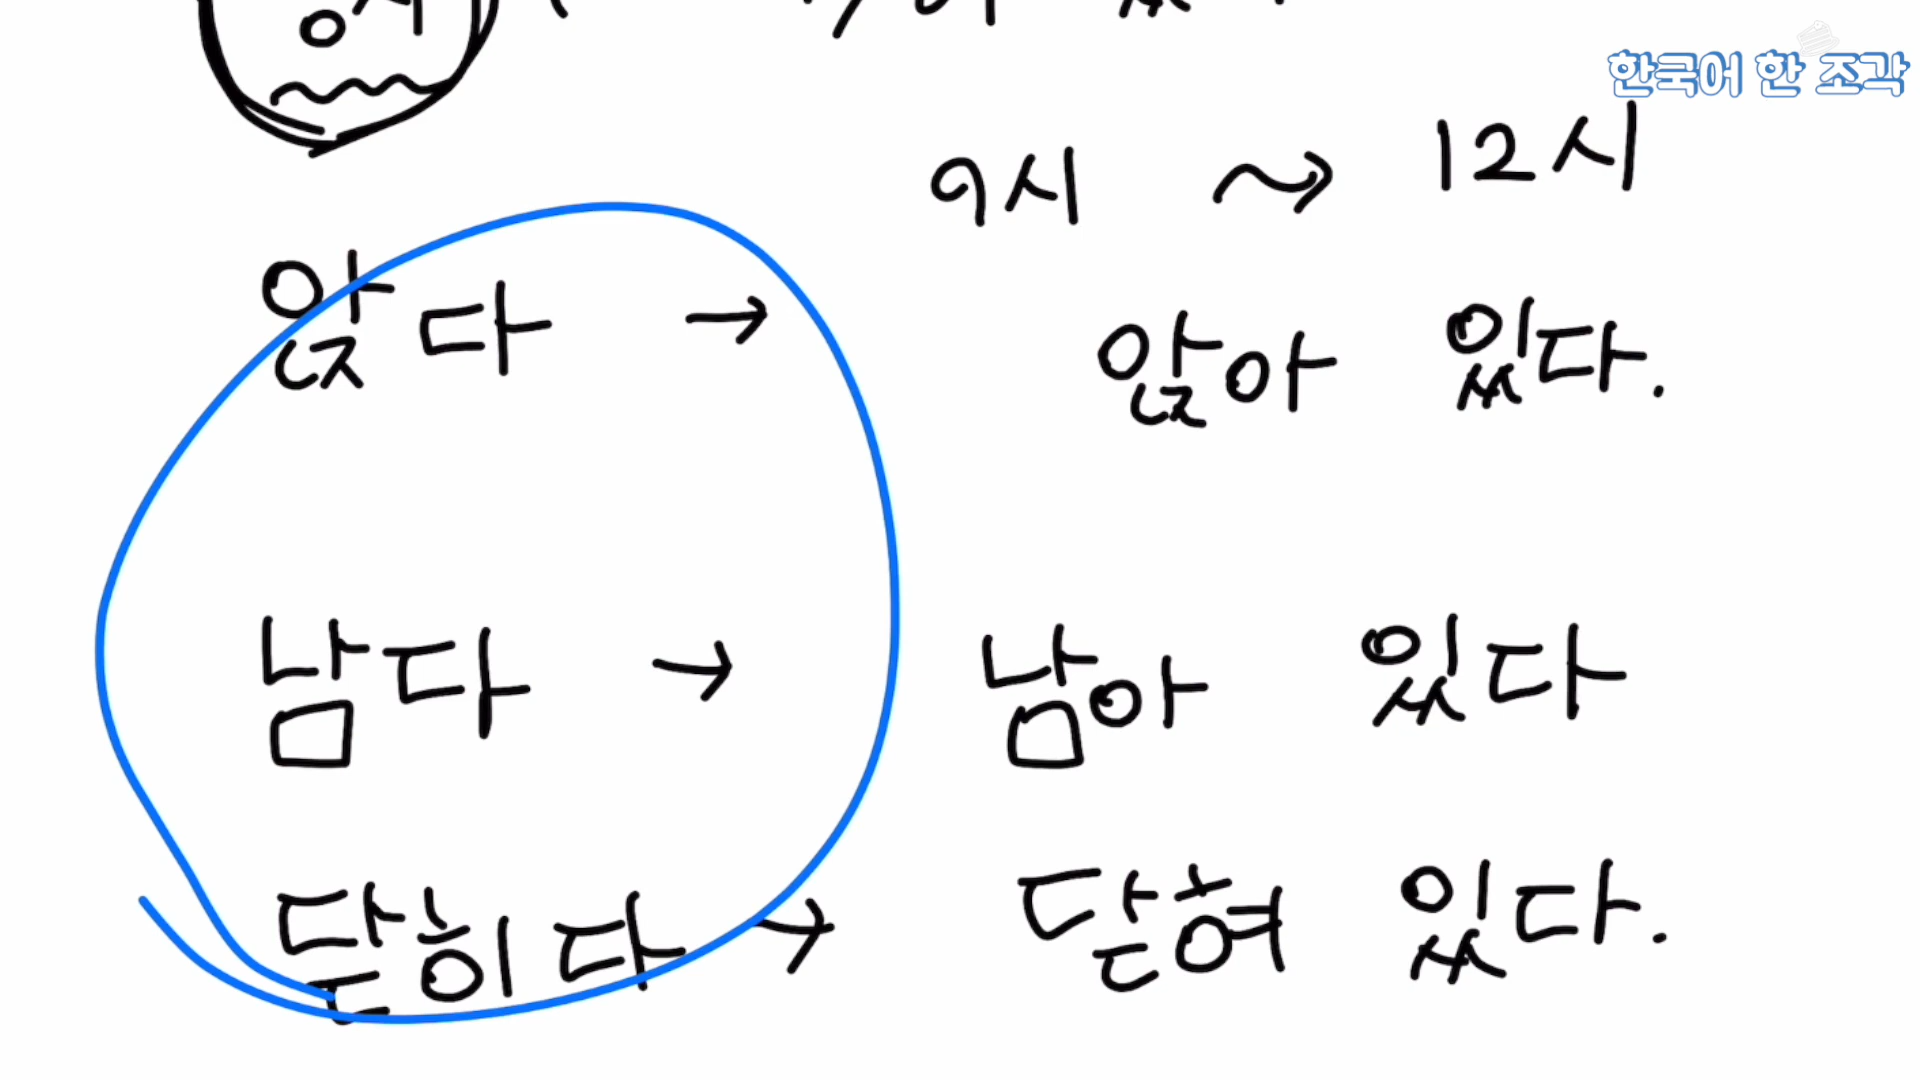 한국어 한 조각
9시 → 12시
앉다 → 앉아 있다.
남다 → 남아 있다
닫히다 → 닫혀 있다.